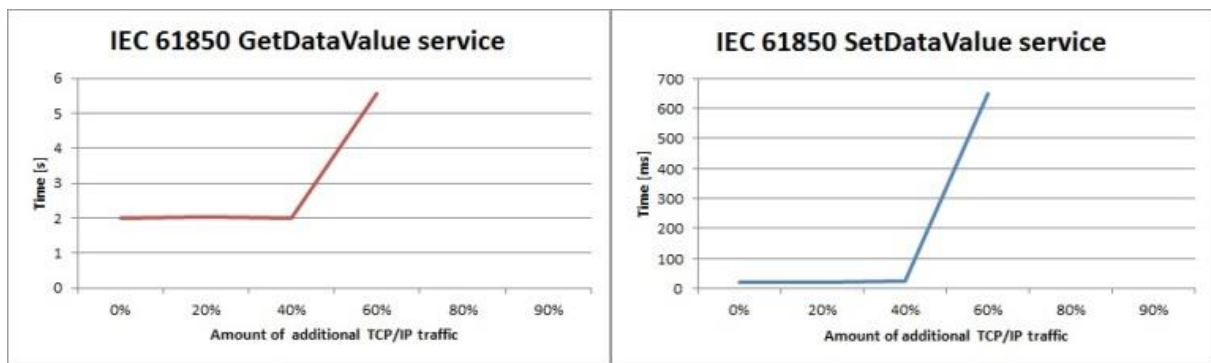 IEC 61850 GetDataValue service
6
5
4
3
2
1
0
Time [s]
0% 20% 40% 60% 80% 90%
Amount of additional TCP/IP traffic
IEC 61850 SetDataValue service
700
600
500
400
300
200
100
0
Time [ms]
0% 20% 40% 60% 80% 90%
Amount of additional TCP/IP traffic